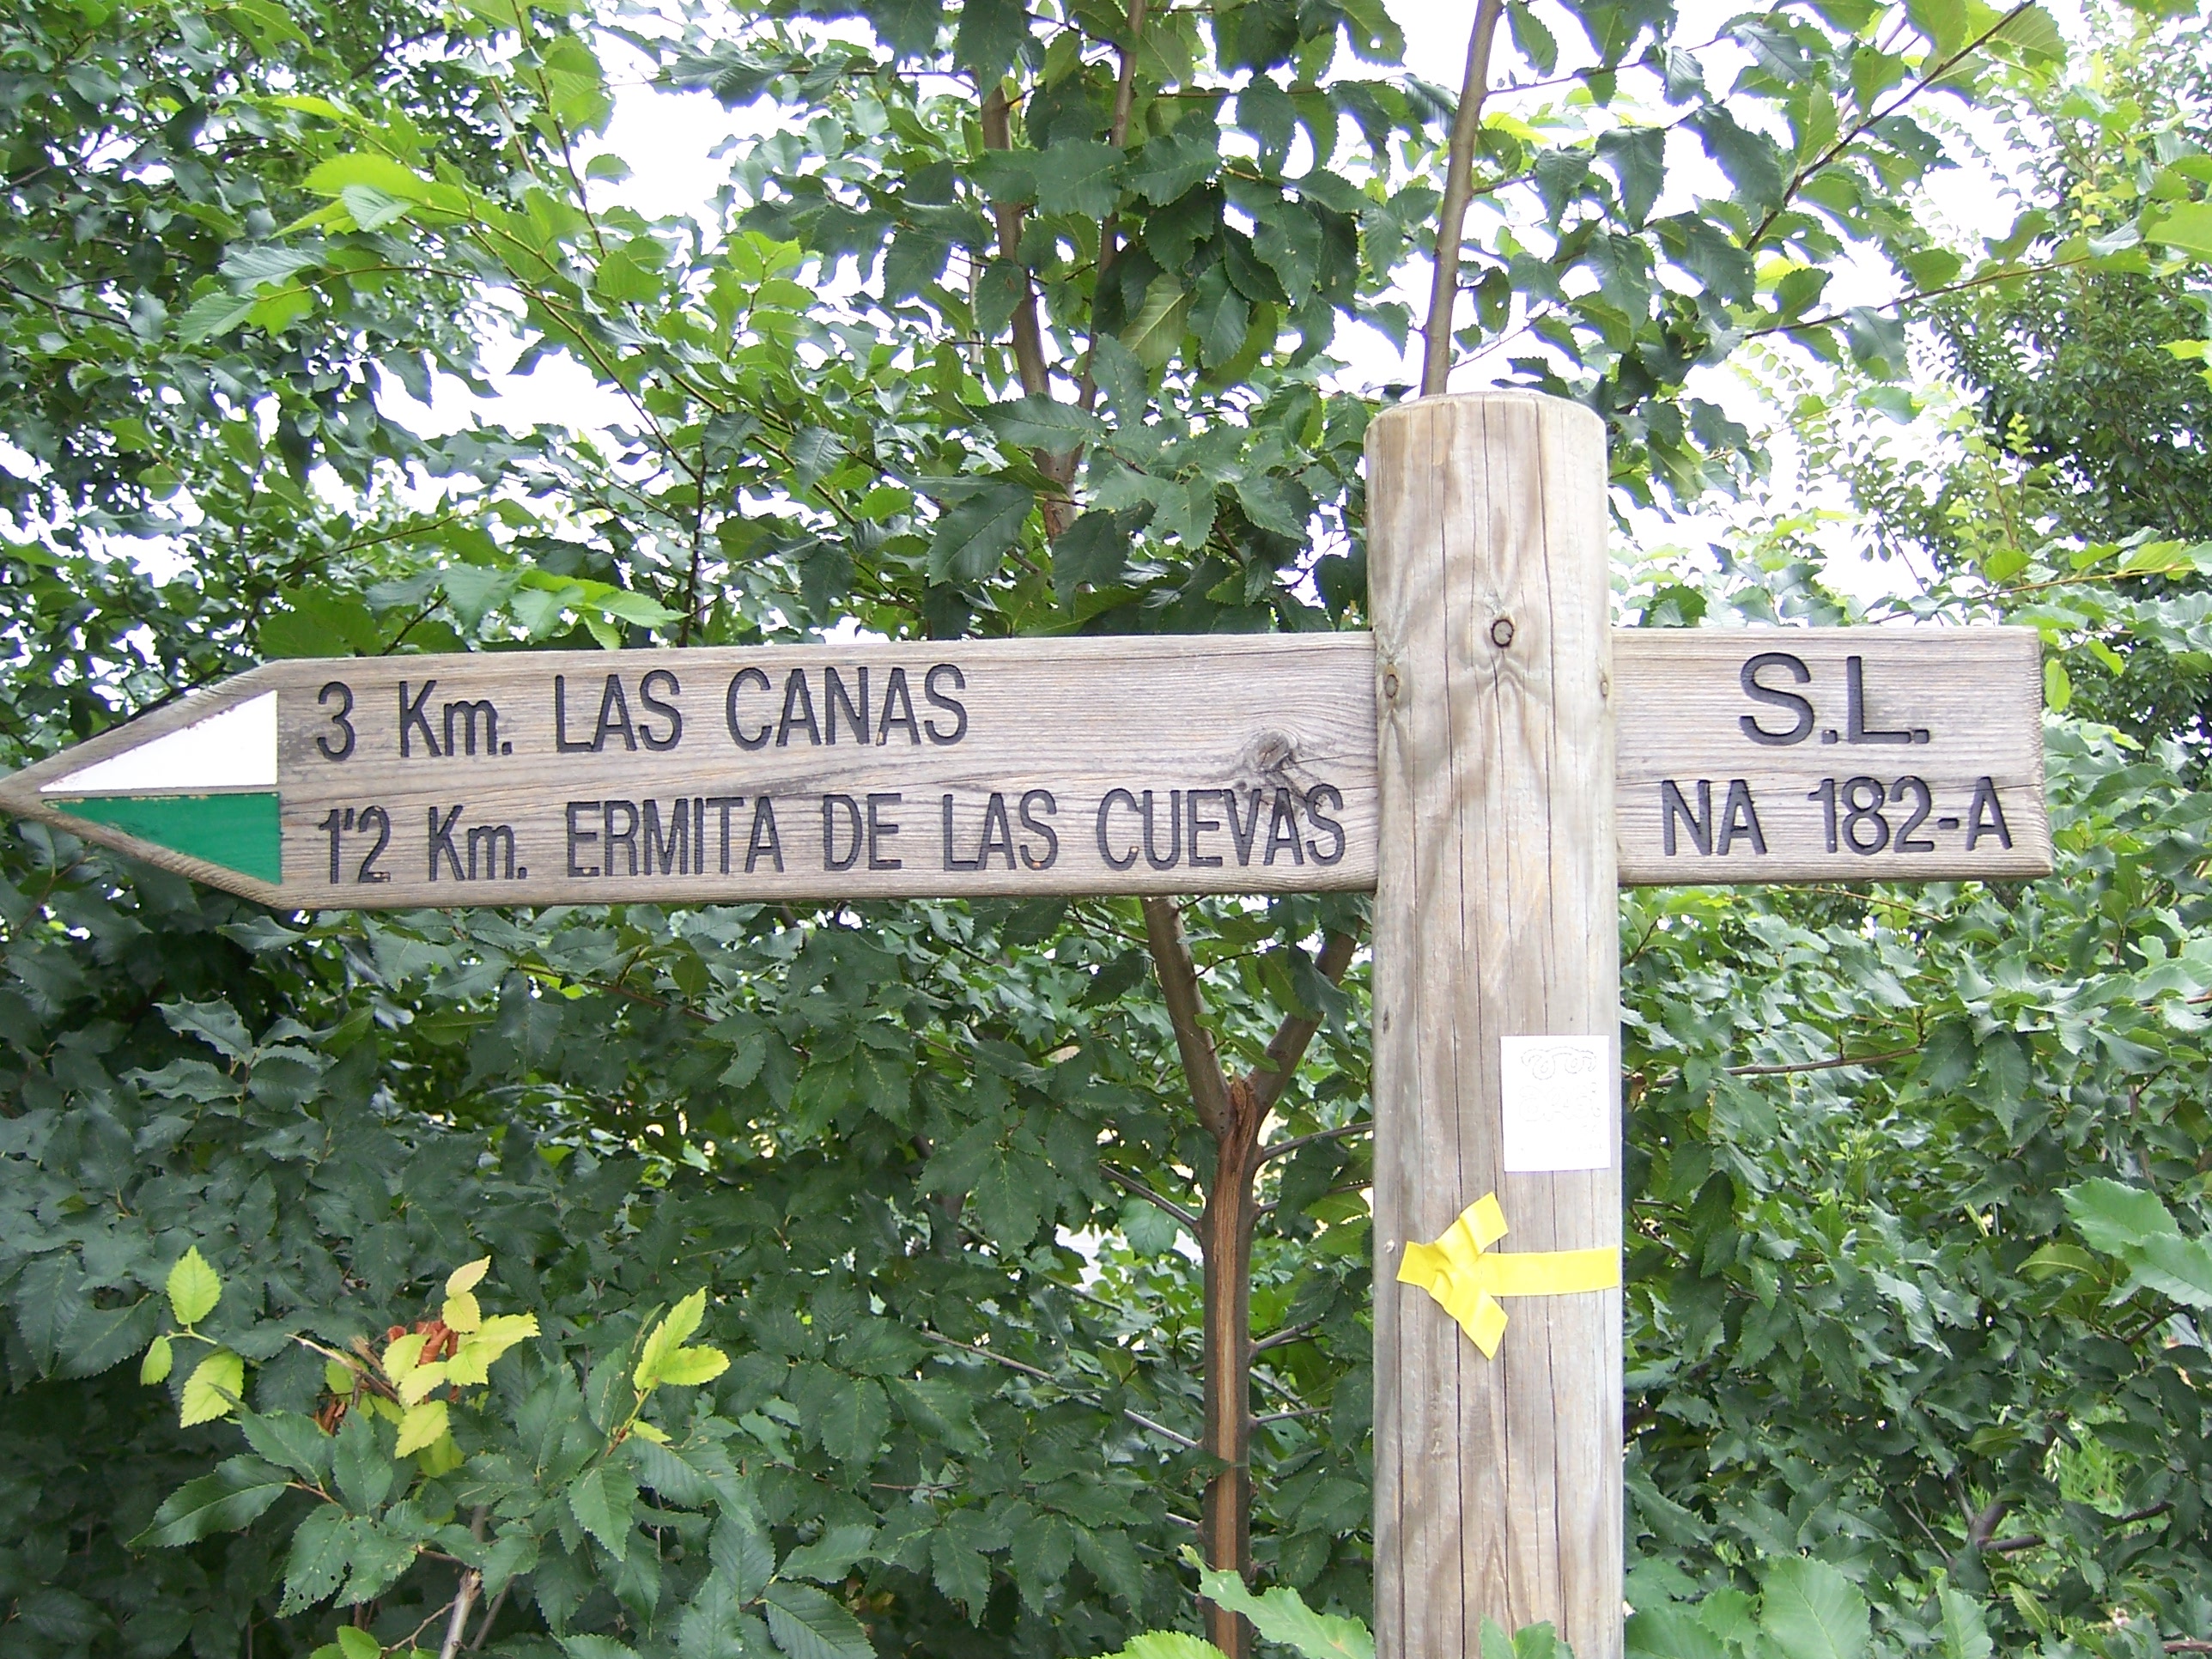 3 Km. LAS CANAS
1'2 Km. ERMITA DE LAS CUEVAS
S.L.
NA 182-A